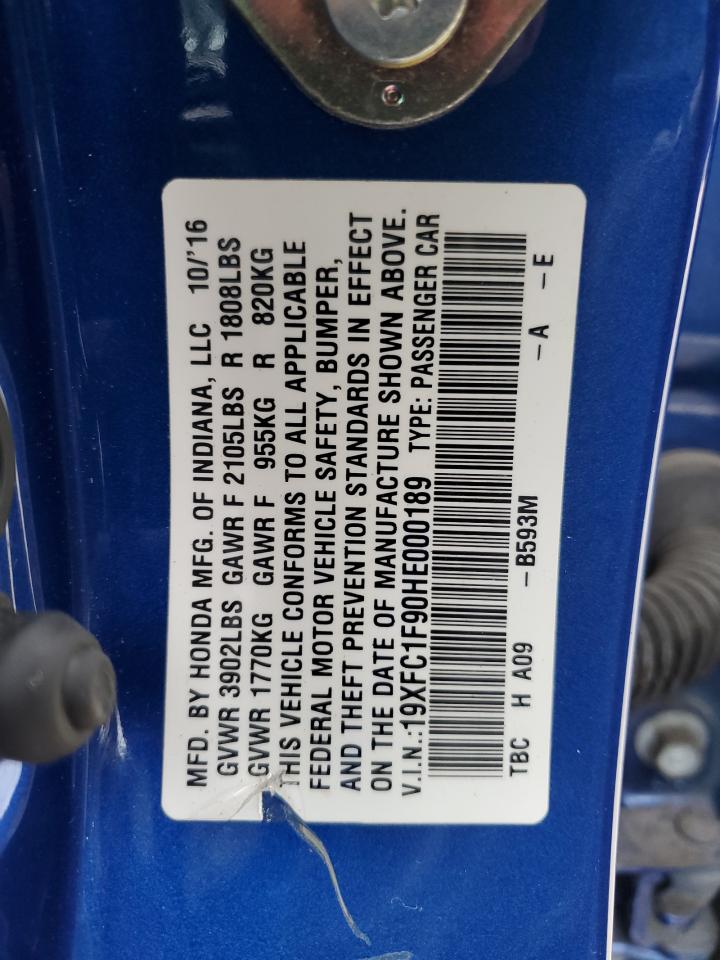 MFD. BY HONDA MFG. OF INDIANA, LLC 10/'16
GVWR 3902LBS GAWR F 2105LBS R 1808LBS
GVWR 1770KG GAWR F 955KG R 820KG
THIS VEHICLE CONFORMS TO ALL APPLICABLE
FEDERAL MOTOR VEHICLE SAFETY, BUMPER,
AND THEFT PREVENTION STANDARDS IN EFFECT
ON THE DATE OF MANUFACTURE SHOWN ABOVE.
V.I.N.:19XFC1F90HE000189 TYPE: PASSENGER CAR
TBC H A09 -B593M -A -E